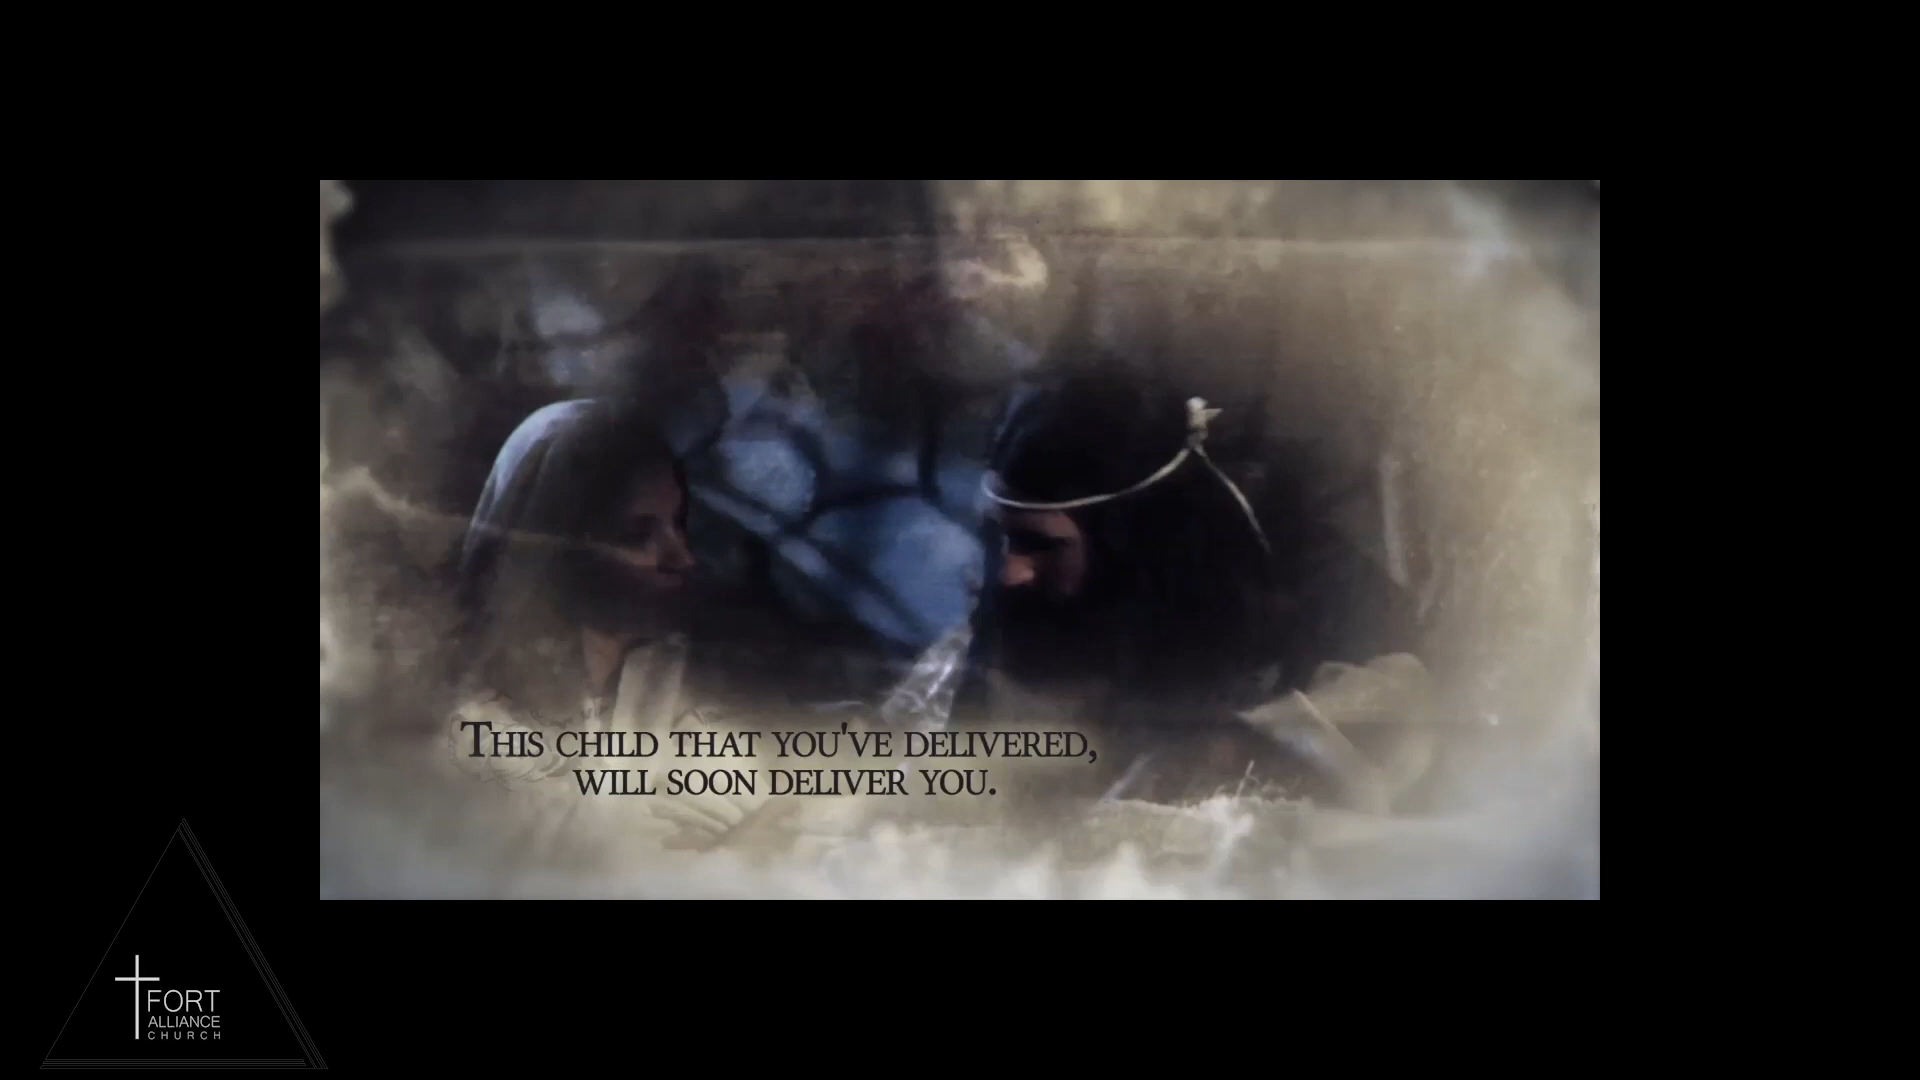 This child that you've delivered,
will soon deliver you.
FORT
ALLIANCE
CHURCH